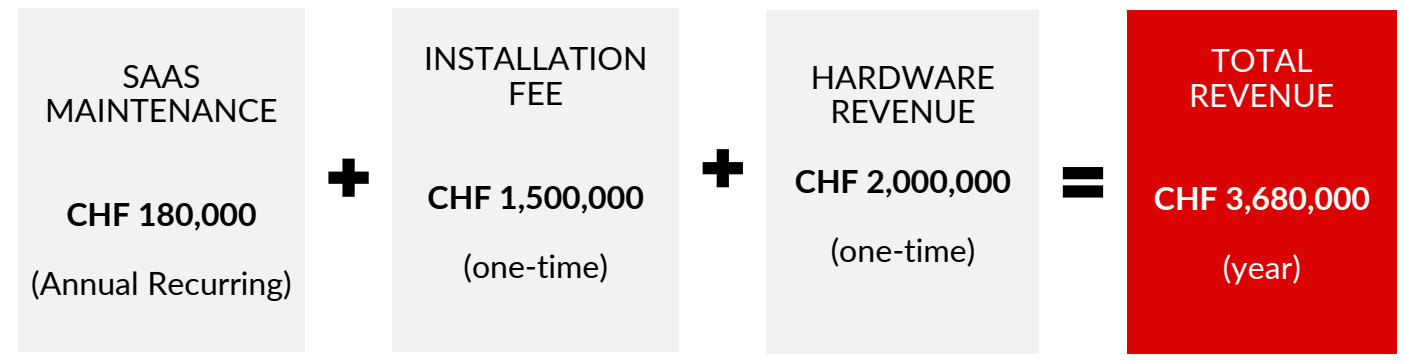 SAAS
MAINTENANCE
CHF 180,000
(Annual Recurring)
+
INSTALLATION
FEE
CHF 1,500,000
(one-time)
+
HARDWARE
REVENUE
CHF 2,000,000
(one-time)
=
TOTAL
REVENUE
CHF 3,680,000
(year)